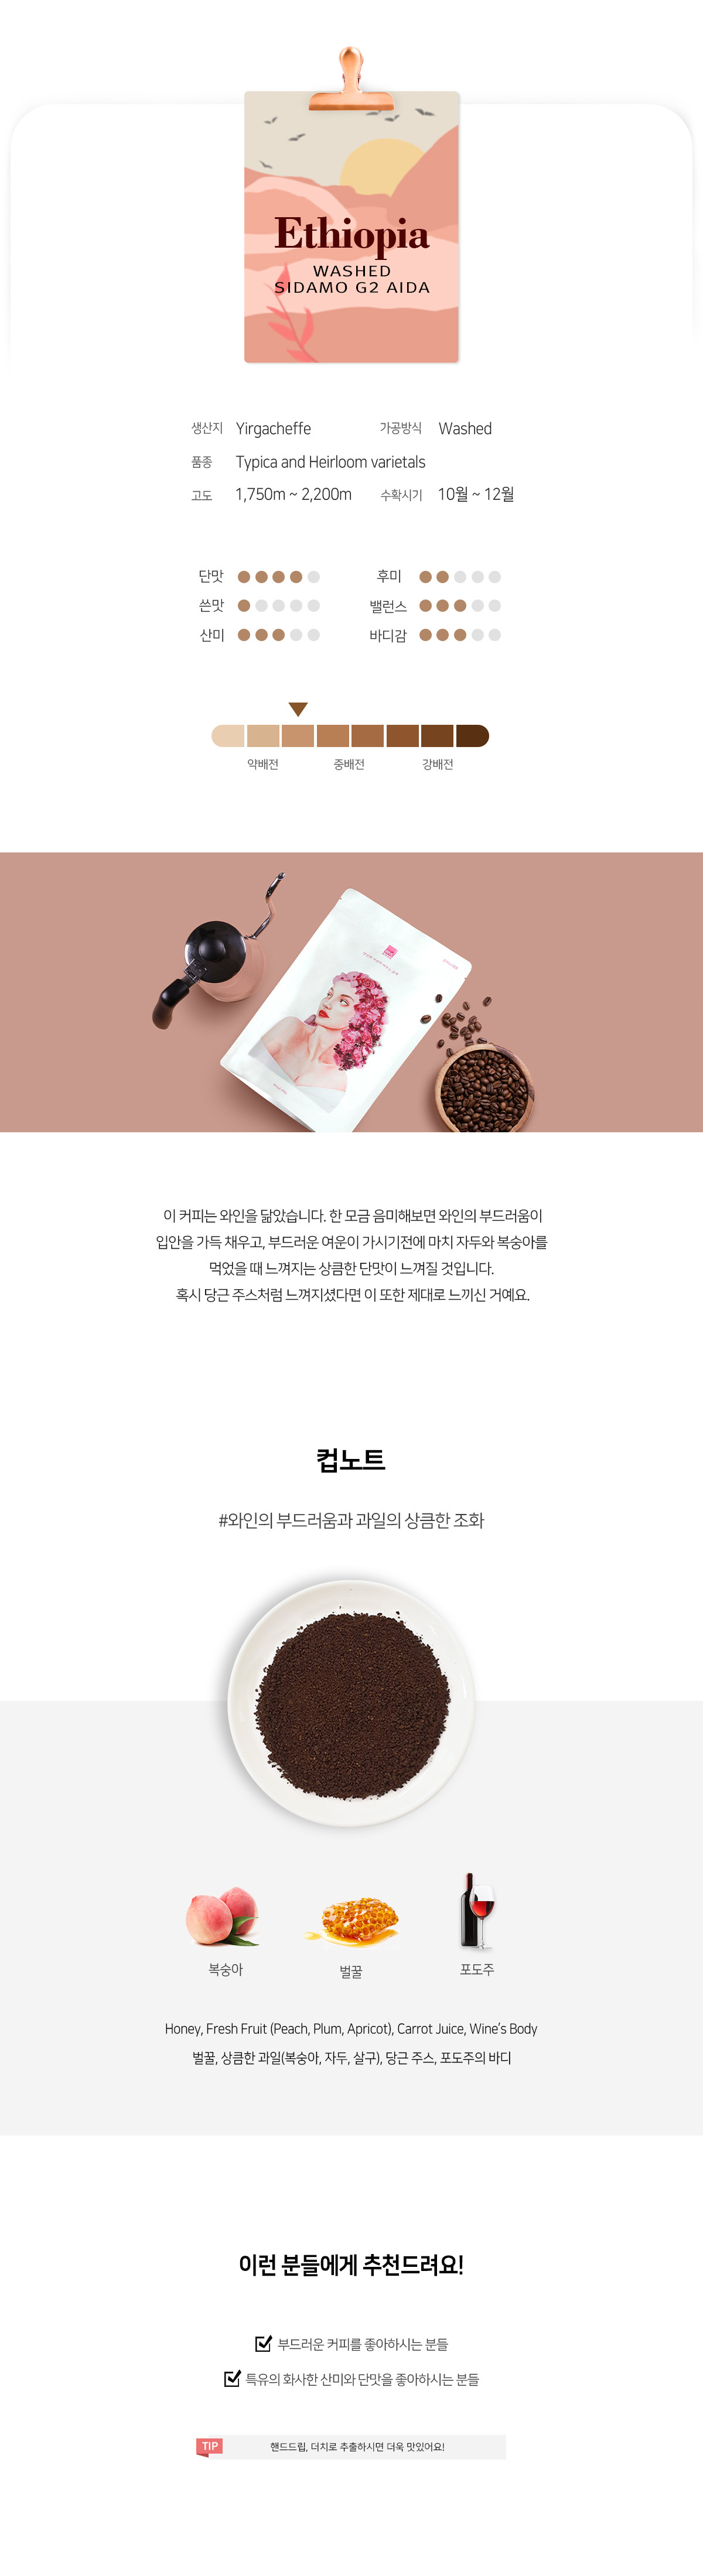 Ethiopia
WASHED
SIDAMO G2 AIDA
생산지 Yirgacheffe 가공방식 Washed
품종 Typica and Heirloom varietals
고도 1,750m ~ 2,200m 수확시기 10월 ~ 12월
단맛 후미
쓴맛 밸런스
산미 바디감
약배전 중배전 강배전
이 커피는 와인을 닮았습니다. 한 모금 음미해보면 와인의 부드러움이
입안을 가득 채우고, 부드러운 여운이 가시기전에 마치 자두와 복숭아를
먹었을 때 느껴지는 상큼한 단맛이 느껴질 것입니다.
혹시 당근 주스처럼 느껴지셨다면 이 또한 제대로 느끼신 거예요.
컵노트
#와인의 부드러움과 과일의 상큼한 조화
복숭아 벌꿀 포도주
Honey, Fresh Fruit (Peach, Plum, Apricot), Carrot Juice, Wine's Body
벌꿀, 상큼한 과일(복숭아, 자두, 살구), 당근 주스, 포도주의 바디
이런 분들에게 추천드려요!
부드러운 커피를 좋아하시는 분들
특유의 화사한 산미와 단맛을 좋아하시는 분들
TIP 핸드드립, 더치로 추출하시면 더욱 맛있어요!